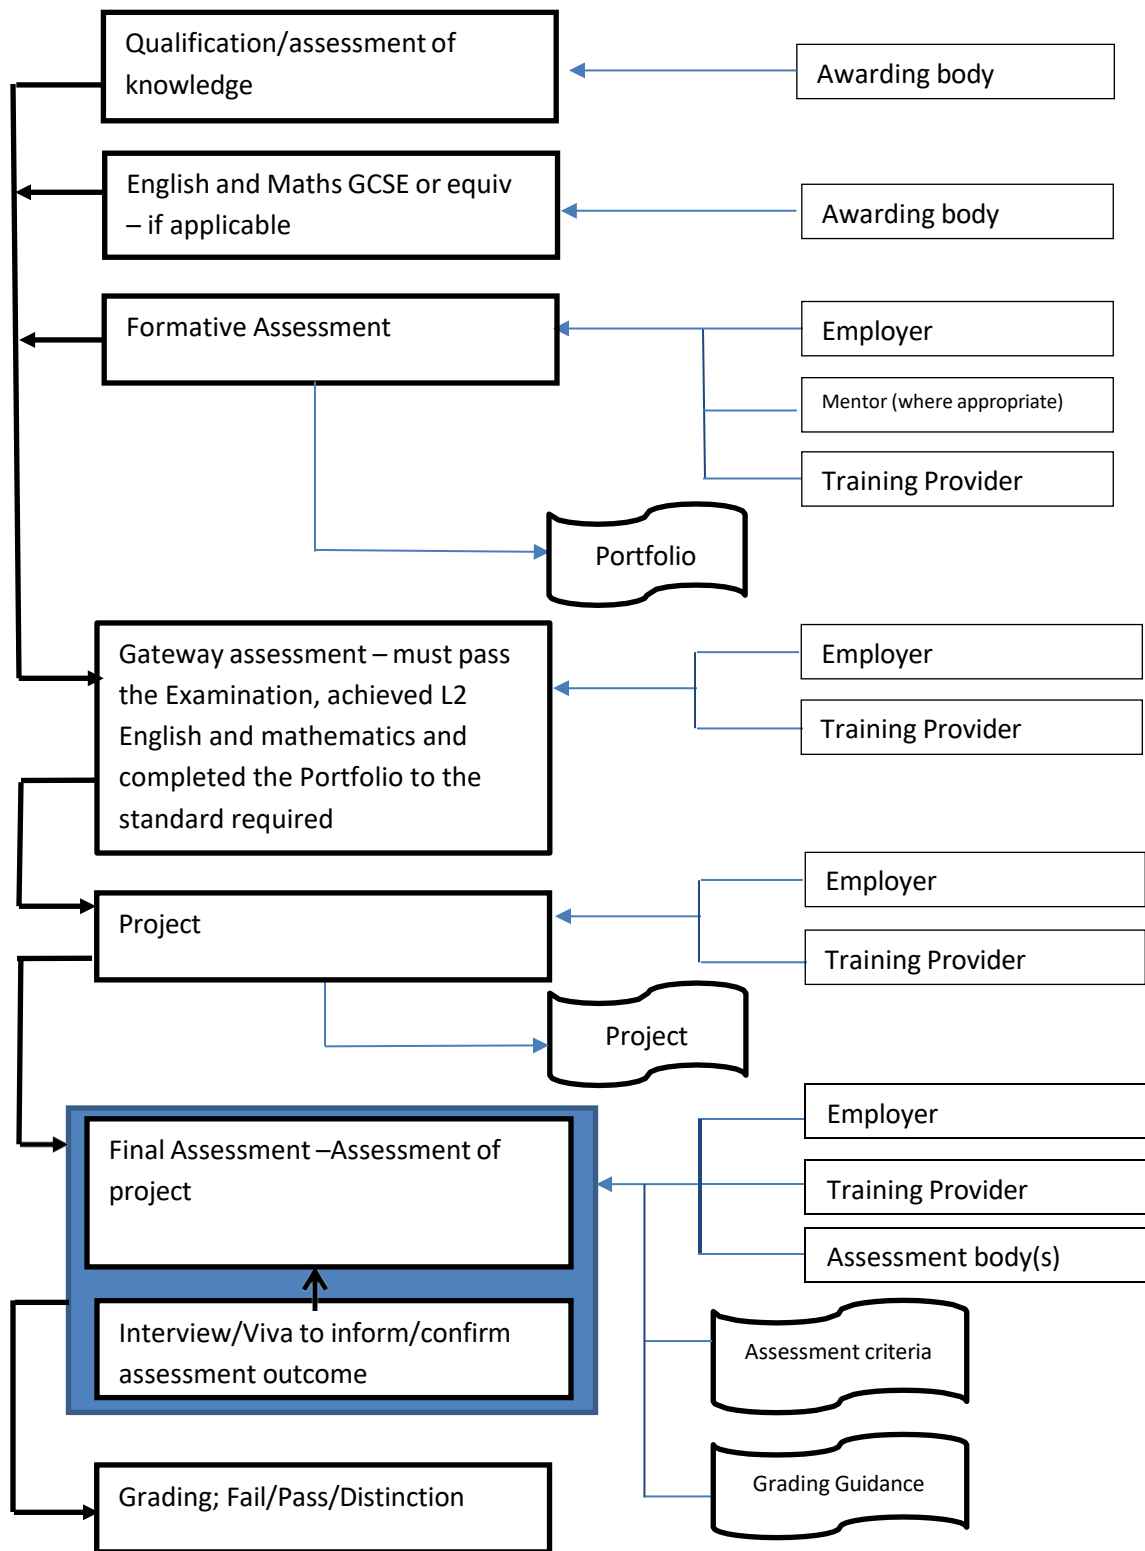 Qualification/assessment of
knowledge
Awarding body
English and Maths GCSE or equiv
– if applicable
Awarding body
Formative Assessment
Employer
Mentor (where appropriate)
Training Provider
Portfolio
Gateway assessment – must pass
the Examination, achieved L2
English and mathematics and
completed the Portfolio to the
standard required
Employer
Training Provider
Project
Employer
Training Provider
Project
Final Assessment –Assessment of
project
Employer
Training Provider
Assessment body(s)
Interview/Viva to inform/confirm
assessment outcome
Assessment criteria
Grading; Fail/Pass/Distinction
Grading Guidance